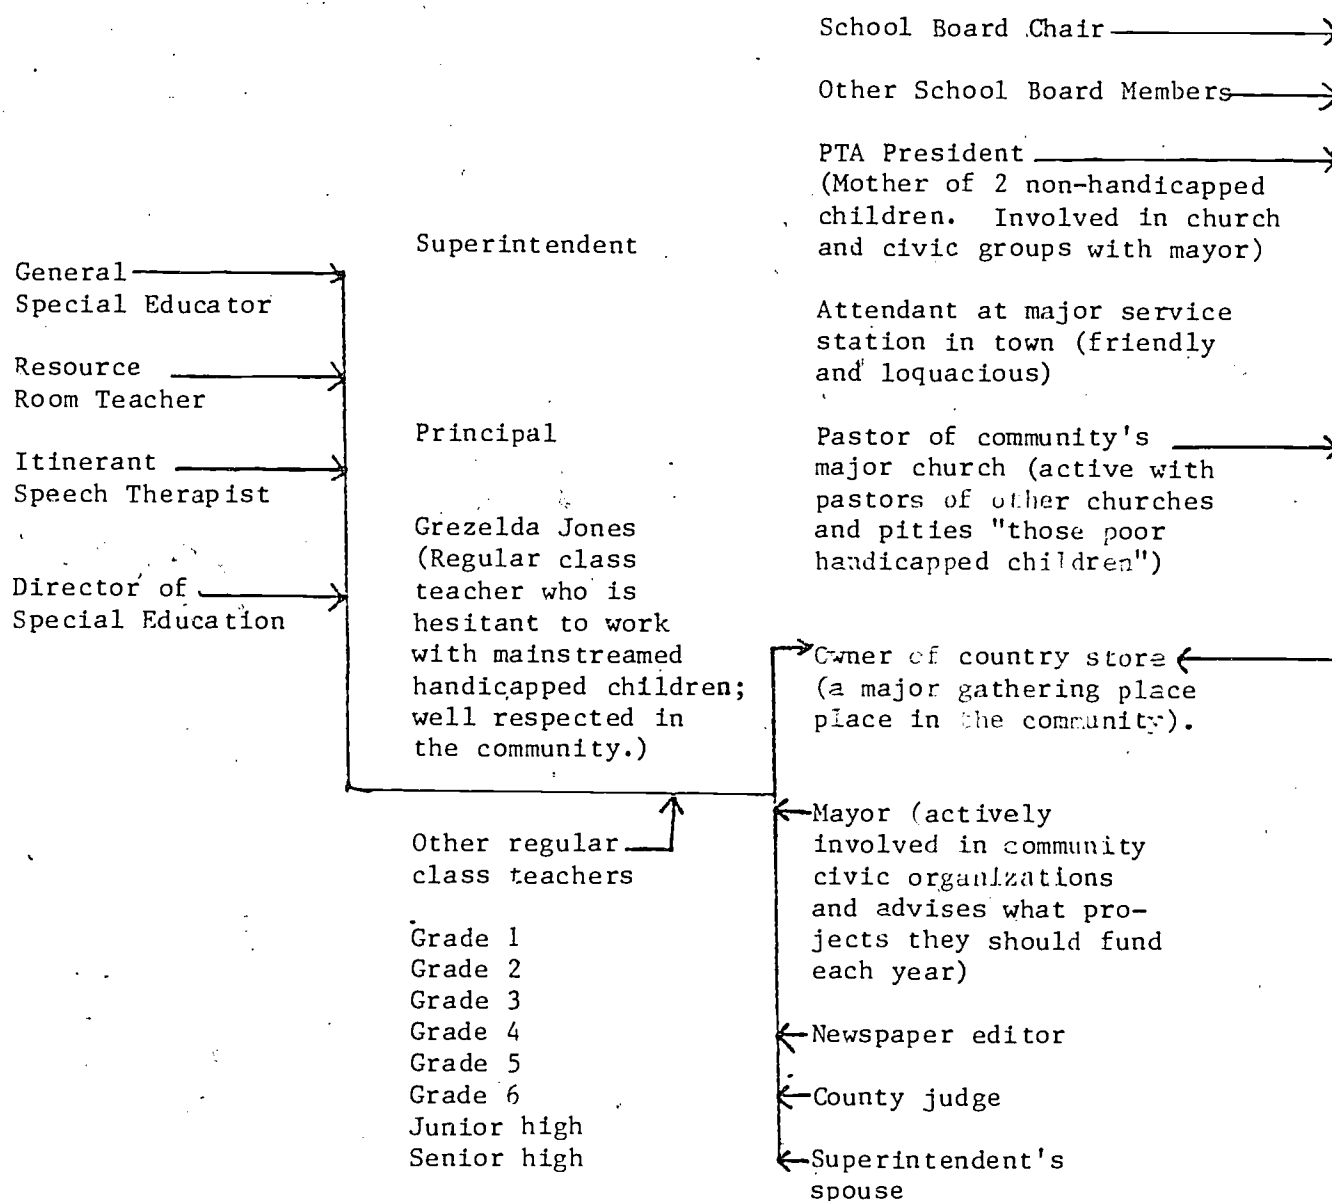 General
Special Educator
Resource
Room Teacher
Itinerant
Speech Therapist
Director of
Special Education
Superintendent
Principal
Grezelda Jones
(Regular class
teacher who is
hesitant to work
with mainstreamed
handicapped children;
well respected in
the community.)
Other regular
class teachers
Grade 1
Grade 2
Grade 3
Grade 4
Grade 5
Grade 6
Junior high
Senior high
School Board Chair
Other School Board Members
PTA President
(Mother of 2 non-handicapped
children. Involved in church
and civic groups with mayor)
Attendant at major service
station in town (friendly
and loquacious)
Pastor of community's
major church (active with
pastors of other churches
and pities "those poor
handicapped children")
Owner of country store
(a major gathering place
place in the community).
Mayor (actively
involved in community
civic organizations
and advises what pro-
jects they should fund
each year)
Newspaper editor
County judge
Superintendent's
spouse